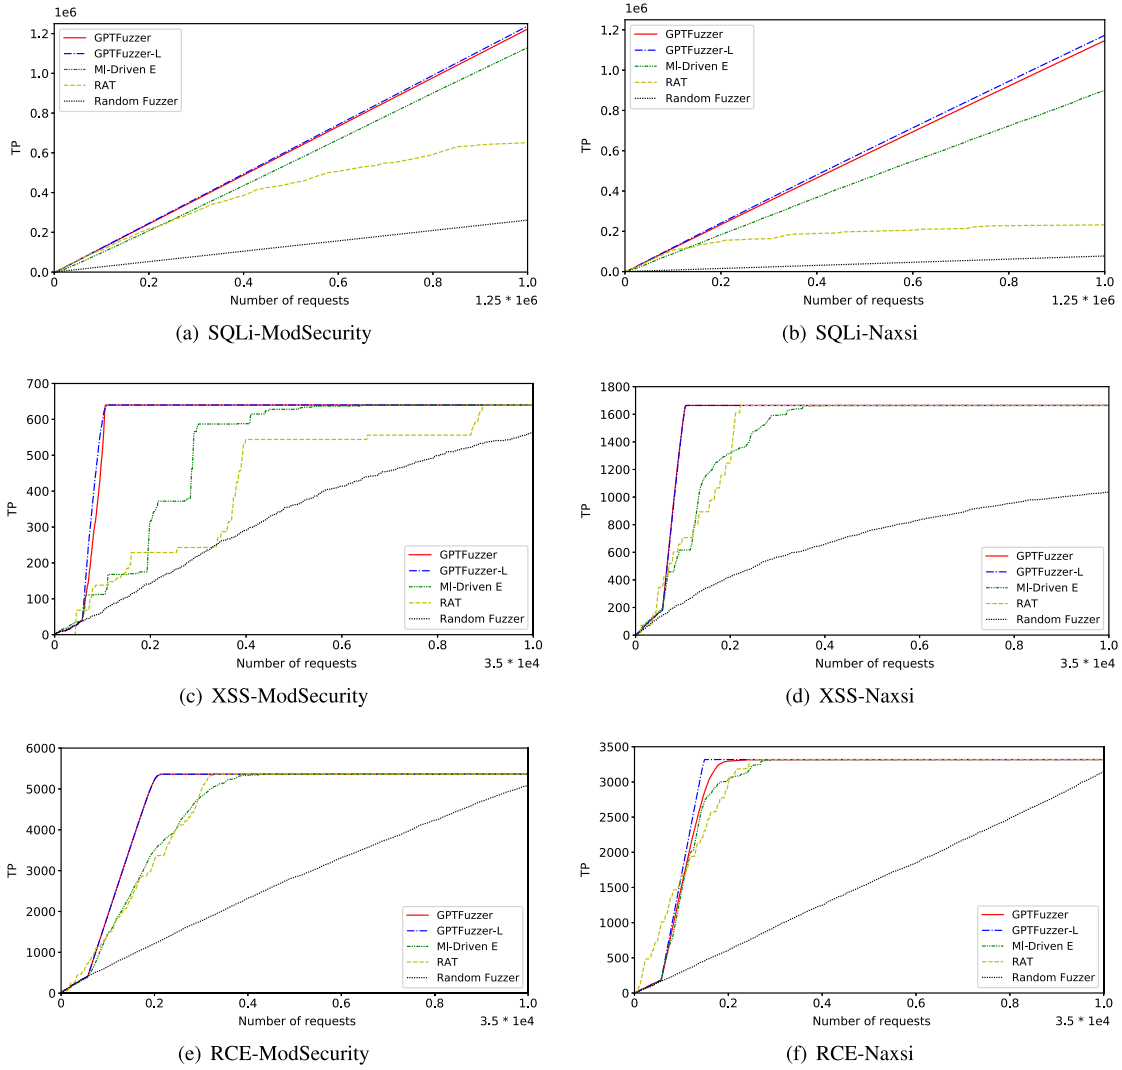 1e6
1.2
1.0
0.8
0.6
0.4
0.2
0.0
TP
GPTFuzzer
GPTFuzzer-L
Ml-Driven E
RAT
Random Fuzzer
0 0.2 0.4 0.6 0.8 1.0
Number of requests 1.25 * 1e6
(a) SQLi-ModSecurity
1e6
1.2
1.0
0.8
0.6
0.4
0.2
0.0
TP
GPTFuzzer
GPTFuzzer-L
Ml-Driven E
RAT
Random Fuzzer
0 0.2 0.4 0.6 0.8 1.0
Number of requests 1.25 * 1e6
(b) SQLi-Naxsi
700
600
500
400
300
200
100
0
TP
GPTFuzzer
GPTFuzzer-L
Ml-Driven E
RAT
Random Fuzzer
0 0.2 0.4 0.6 0.8 1.0
Number of requests 3.5 * 1e4
(c) XSS-ModSecurity
1800
1600
1400
1200
1000
800
600
400
200
0
TP
GPTFuzzer
GPTFuzzer-L
Ml-Driven E
RAT
Random Fuzzer
0 0.2 0.4 0.6 0.8 1.0
Number of requests 3.5 * 1e4
(d) XSS-Naxsi
6000
5000
4000
3000
2000
1000
0
TP
GPTFuzzer
GPTFuzzer-L
Ml-Driven E
RAT
Random Fuzzer
0 0.2 0.4 0.6 0.8 1.0
Number of requests 3.5 * 1e4
(e) RCE-ModSecurity
3500
3000
2500
2000
1500
1000
500
0
TP
GPTFuzzer
GPTFuzzer-L
Ml-Driven E
RAT
Random Fuzzer
0 0.2 0.4 0.6 0.8 1.0
Number of requests 3.5 * 1e4
(f) RCE-Naxsi